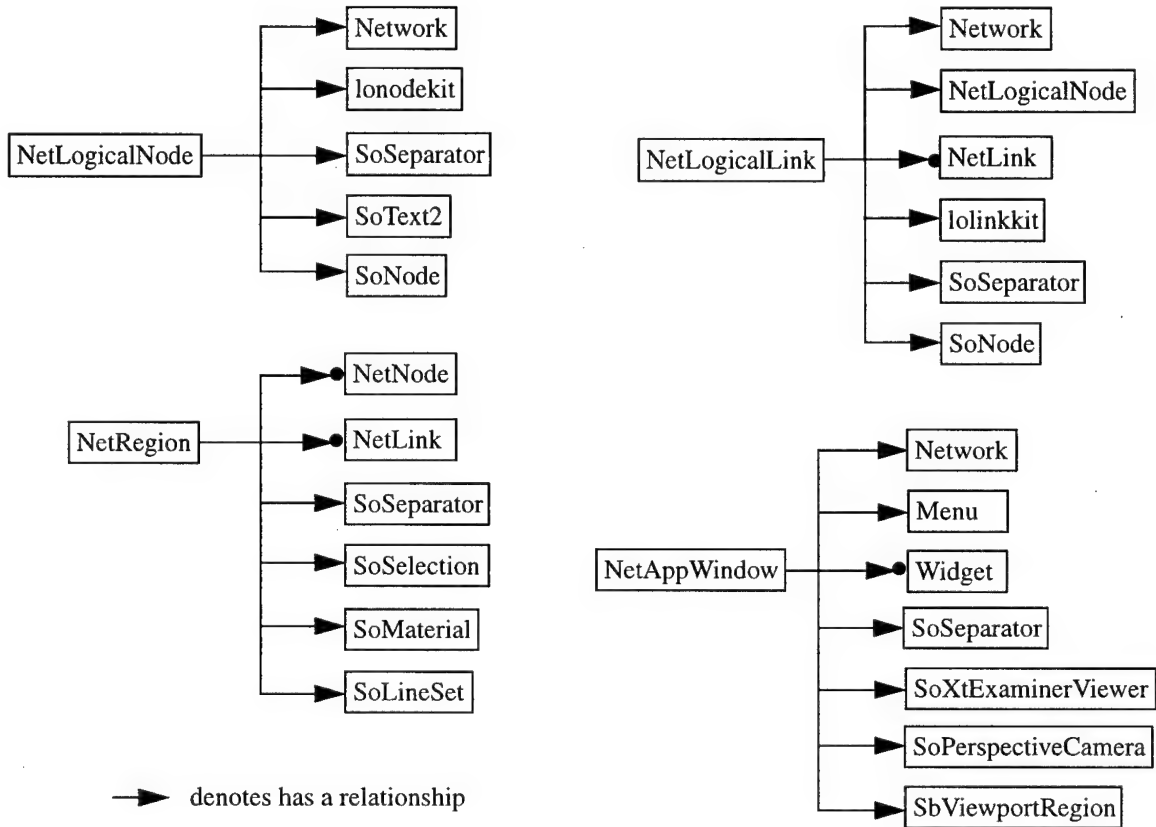 NetLogicalNode
Network
lonodekit
SoSeparator
SoText2
SoNode
NetLogicalLink
Network
NetLogicalNode
NetLink
lolinkkit
SoSeparator
SoNode
NetRegion
NetNode
NetLink
SoSeparator
SoSelection
SoMaterial
SoLineSet
NetAppWindow
Network
Menu
Widget
SoSeparator
SoXtExaminerViewer
SoPerspectiveCamera
SbViewportRegion
denotes has a relationship